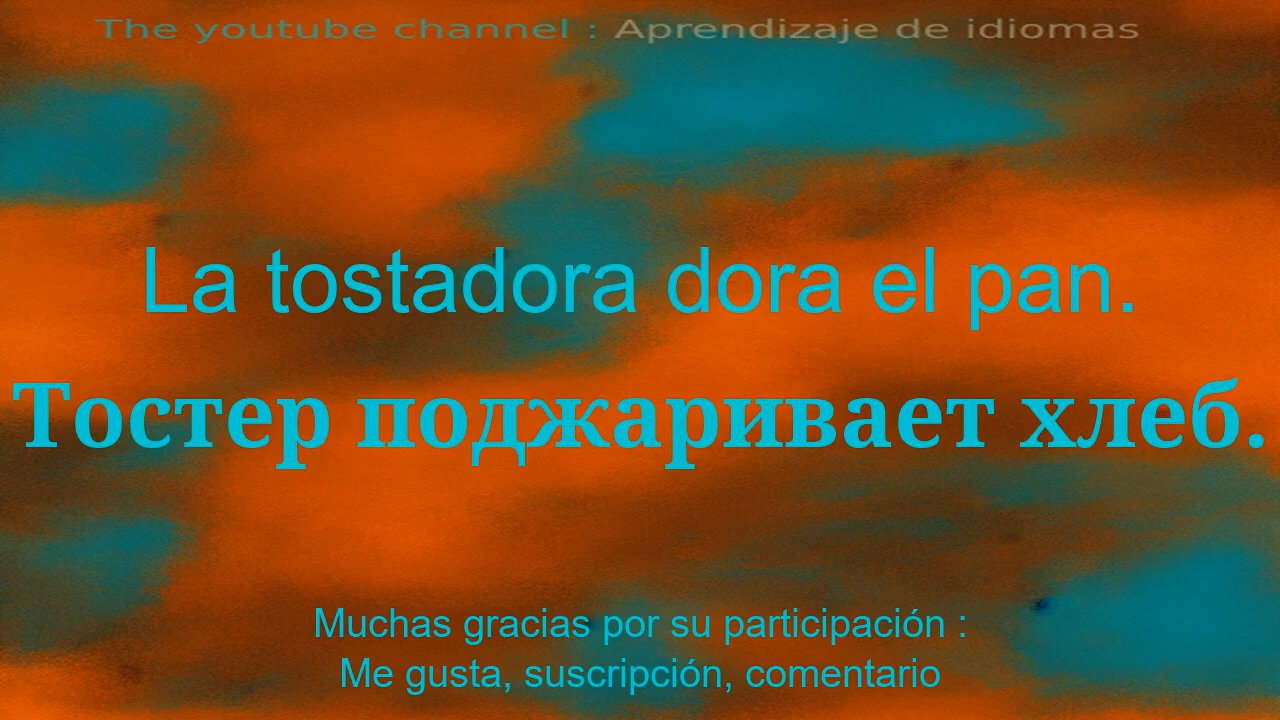 The youtube channel : Aprendizaje de idiomas
La tostadora dora el pan.
Тостер поджаривает хлеб.
Muchas gracias por su participación :
Me gusta, suscripción, comentario